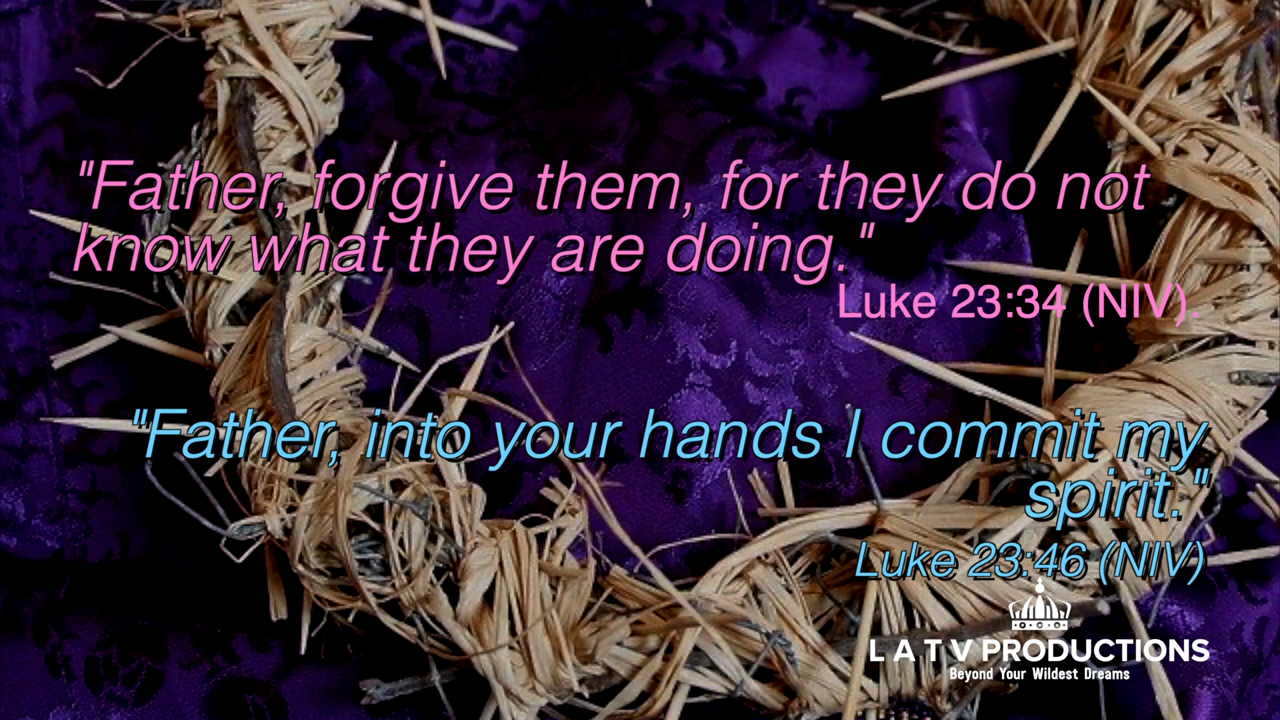 "Father, forgive them, for they do not
know what they are doing."
Luke 23:34 (NIV).
"Father, into your hands I commit my
spirit."
Luke 23:46 (NIV)
L A T V PRODUCTIONS
Beyond Your Wildest Dreams